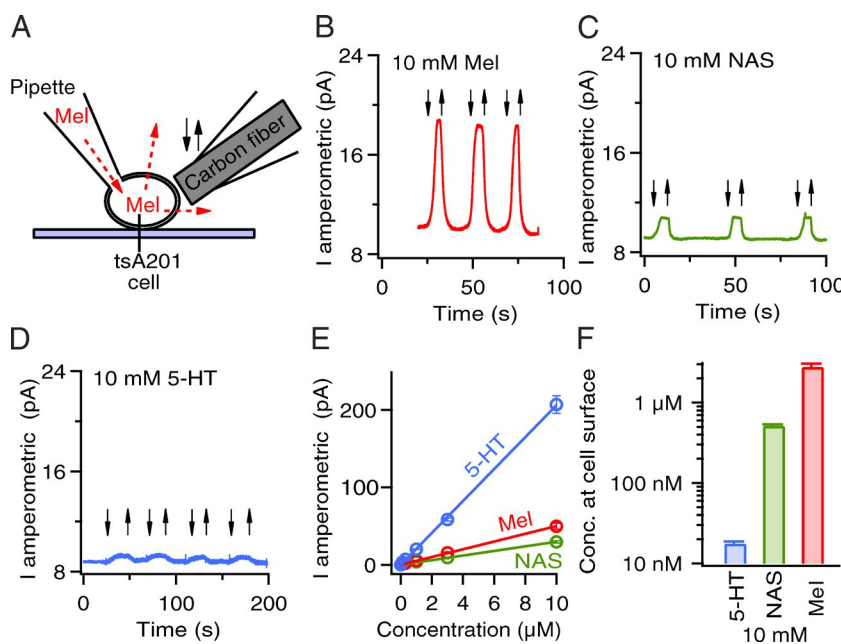 A
Pipette
Mel
Mel
Carbon fiber
tsA201
cell
B
I amperometric (pA)
24
16
8
10 mM Mel
0
50
100
Time (s)
C
I amperometric (pA)
24
16
8
10 mM NAS
0
50
100
Time (s)
D
I amperometric (pA)
24
16
8
10 mM 5-HT
0
100
200
Time (s)
E
I amperometric (pA)
200
100
0
5-HT
Mel
NAS
0
2
4
6
8
10
Concentration (µM)
F
Conc. at cell surface
1 µM
100 nM
10 nM
5-HT
NAS
Mel
10 mM